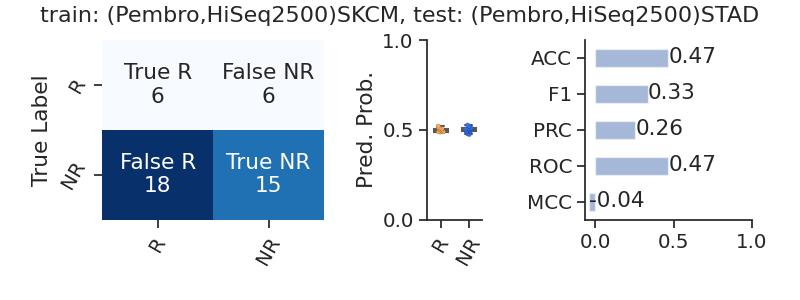 train: (Pembro,HiSeq2500)SKCM, test: (Pembro,HiSeq2500)STAD
True Label
R
NR
True R
6
False NR
6
False R
18
True NR
15
R
NR
Pred. Prob.
1.0
0.5
0.0
R
NR
ACC
0.47
F1
0.33
PRC
0.26
ROC
0.47
MCC
-0.04
0.0
0.5
1.0